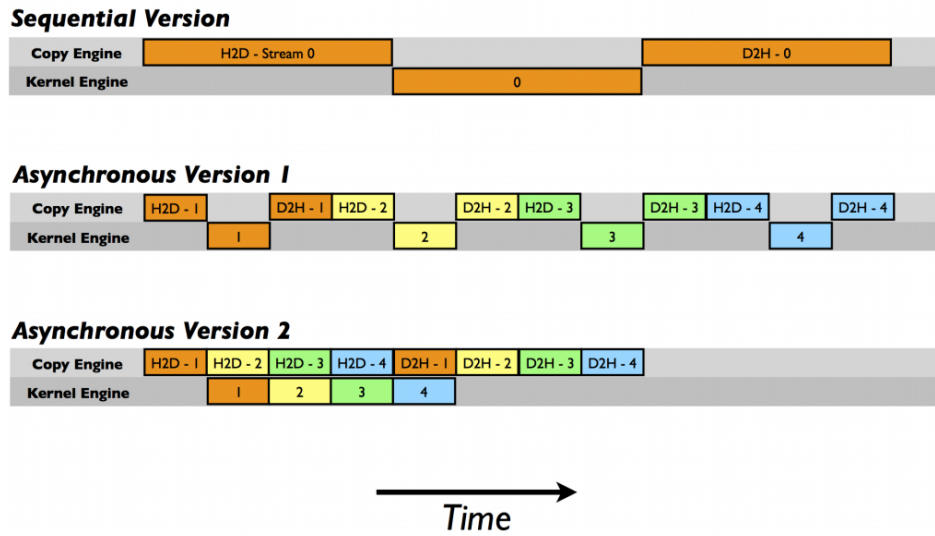 Sequential Version
Copy Engine H2D - Stream 0 D2H - 0
Kernel Engine 0
Asynchronous Version 1
Copy Engine H2D - 1 D2H - 1 H2D - 2 D2H - 2 H2D - 3 D2H - 3 H2D - 4 D2H - 4
Kernel Engine 1 2 3 4
Asynchronous Version 2
Copy Engine H2D - 1 H2D - 2 H2D - 3 H2D - 4 D2H - 1 D2H - 2 D2H - 3 D2H - 4
Kernel Engine 1 2 3 4
Time